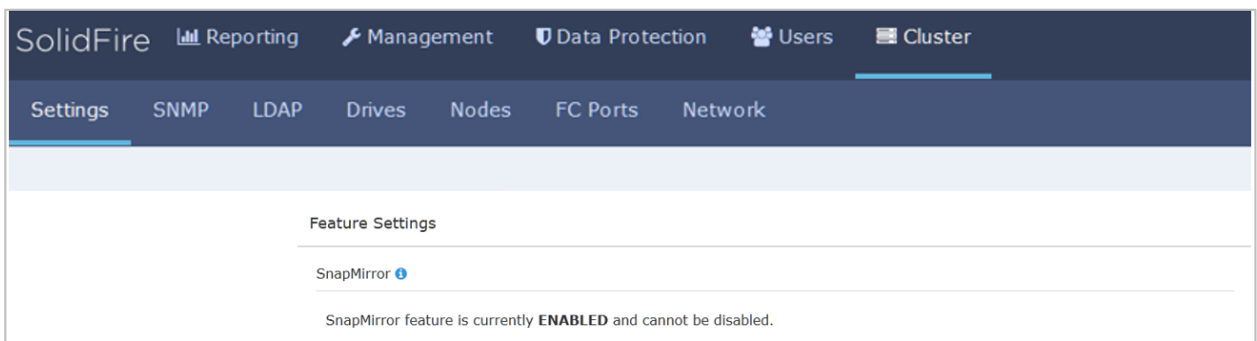 SolidFire Reporting Management Data Protection Users Cluster
Settings SNMP LDAP Drives Nodes FC Ports Network
Feature Settings
SnapMirror
SnapMirror feature is currently ENABLED and cannot be disabled.